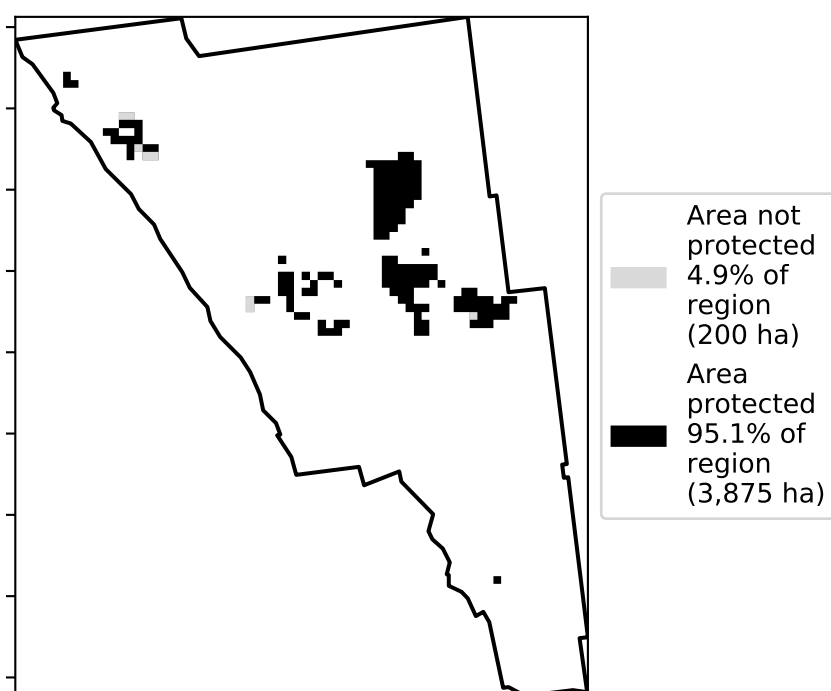 Area not
protected
4.9% of
region
(200 ha)
Area
protected
95.1% of
region
(3,875 ha)